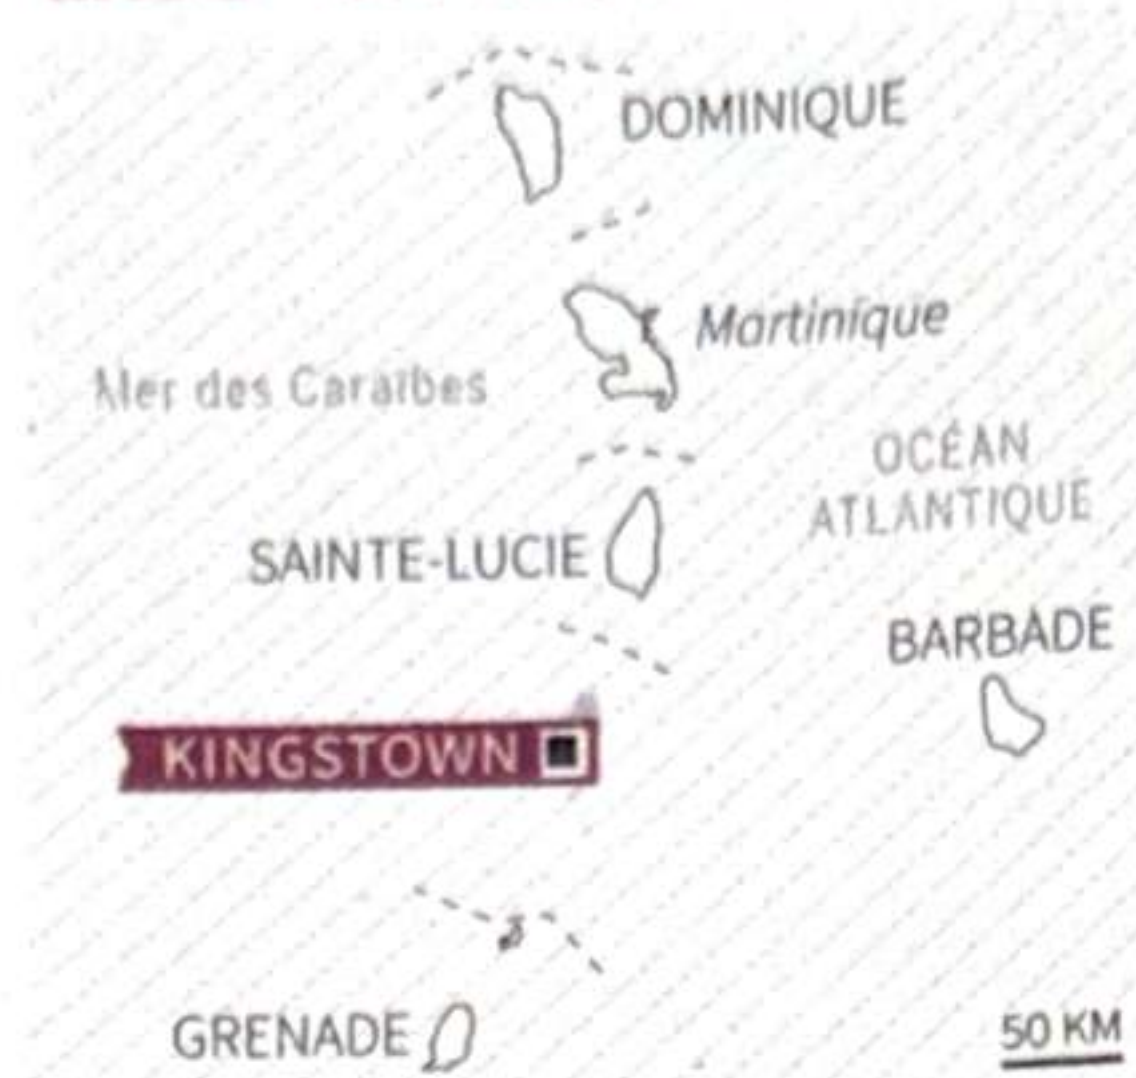 DOMINIQUE
Martinique
Mer des Caraïbes
OCÉAN
ATLANTIQUE
SAINTE-LUCIE
BARBADE
KINGSTOWN
GRENADE
50 KM